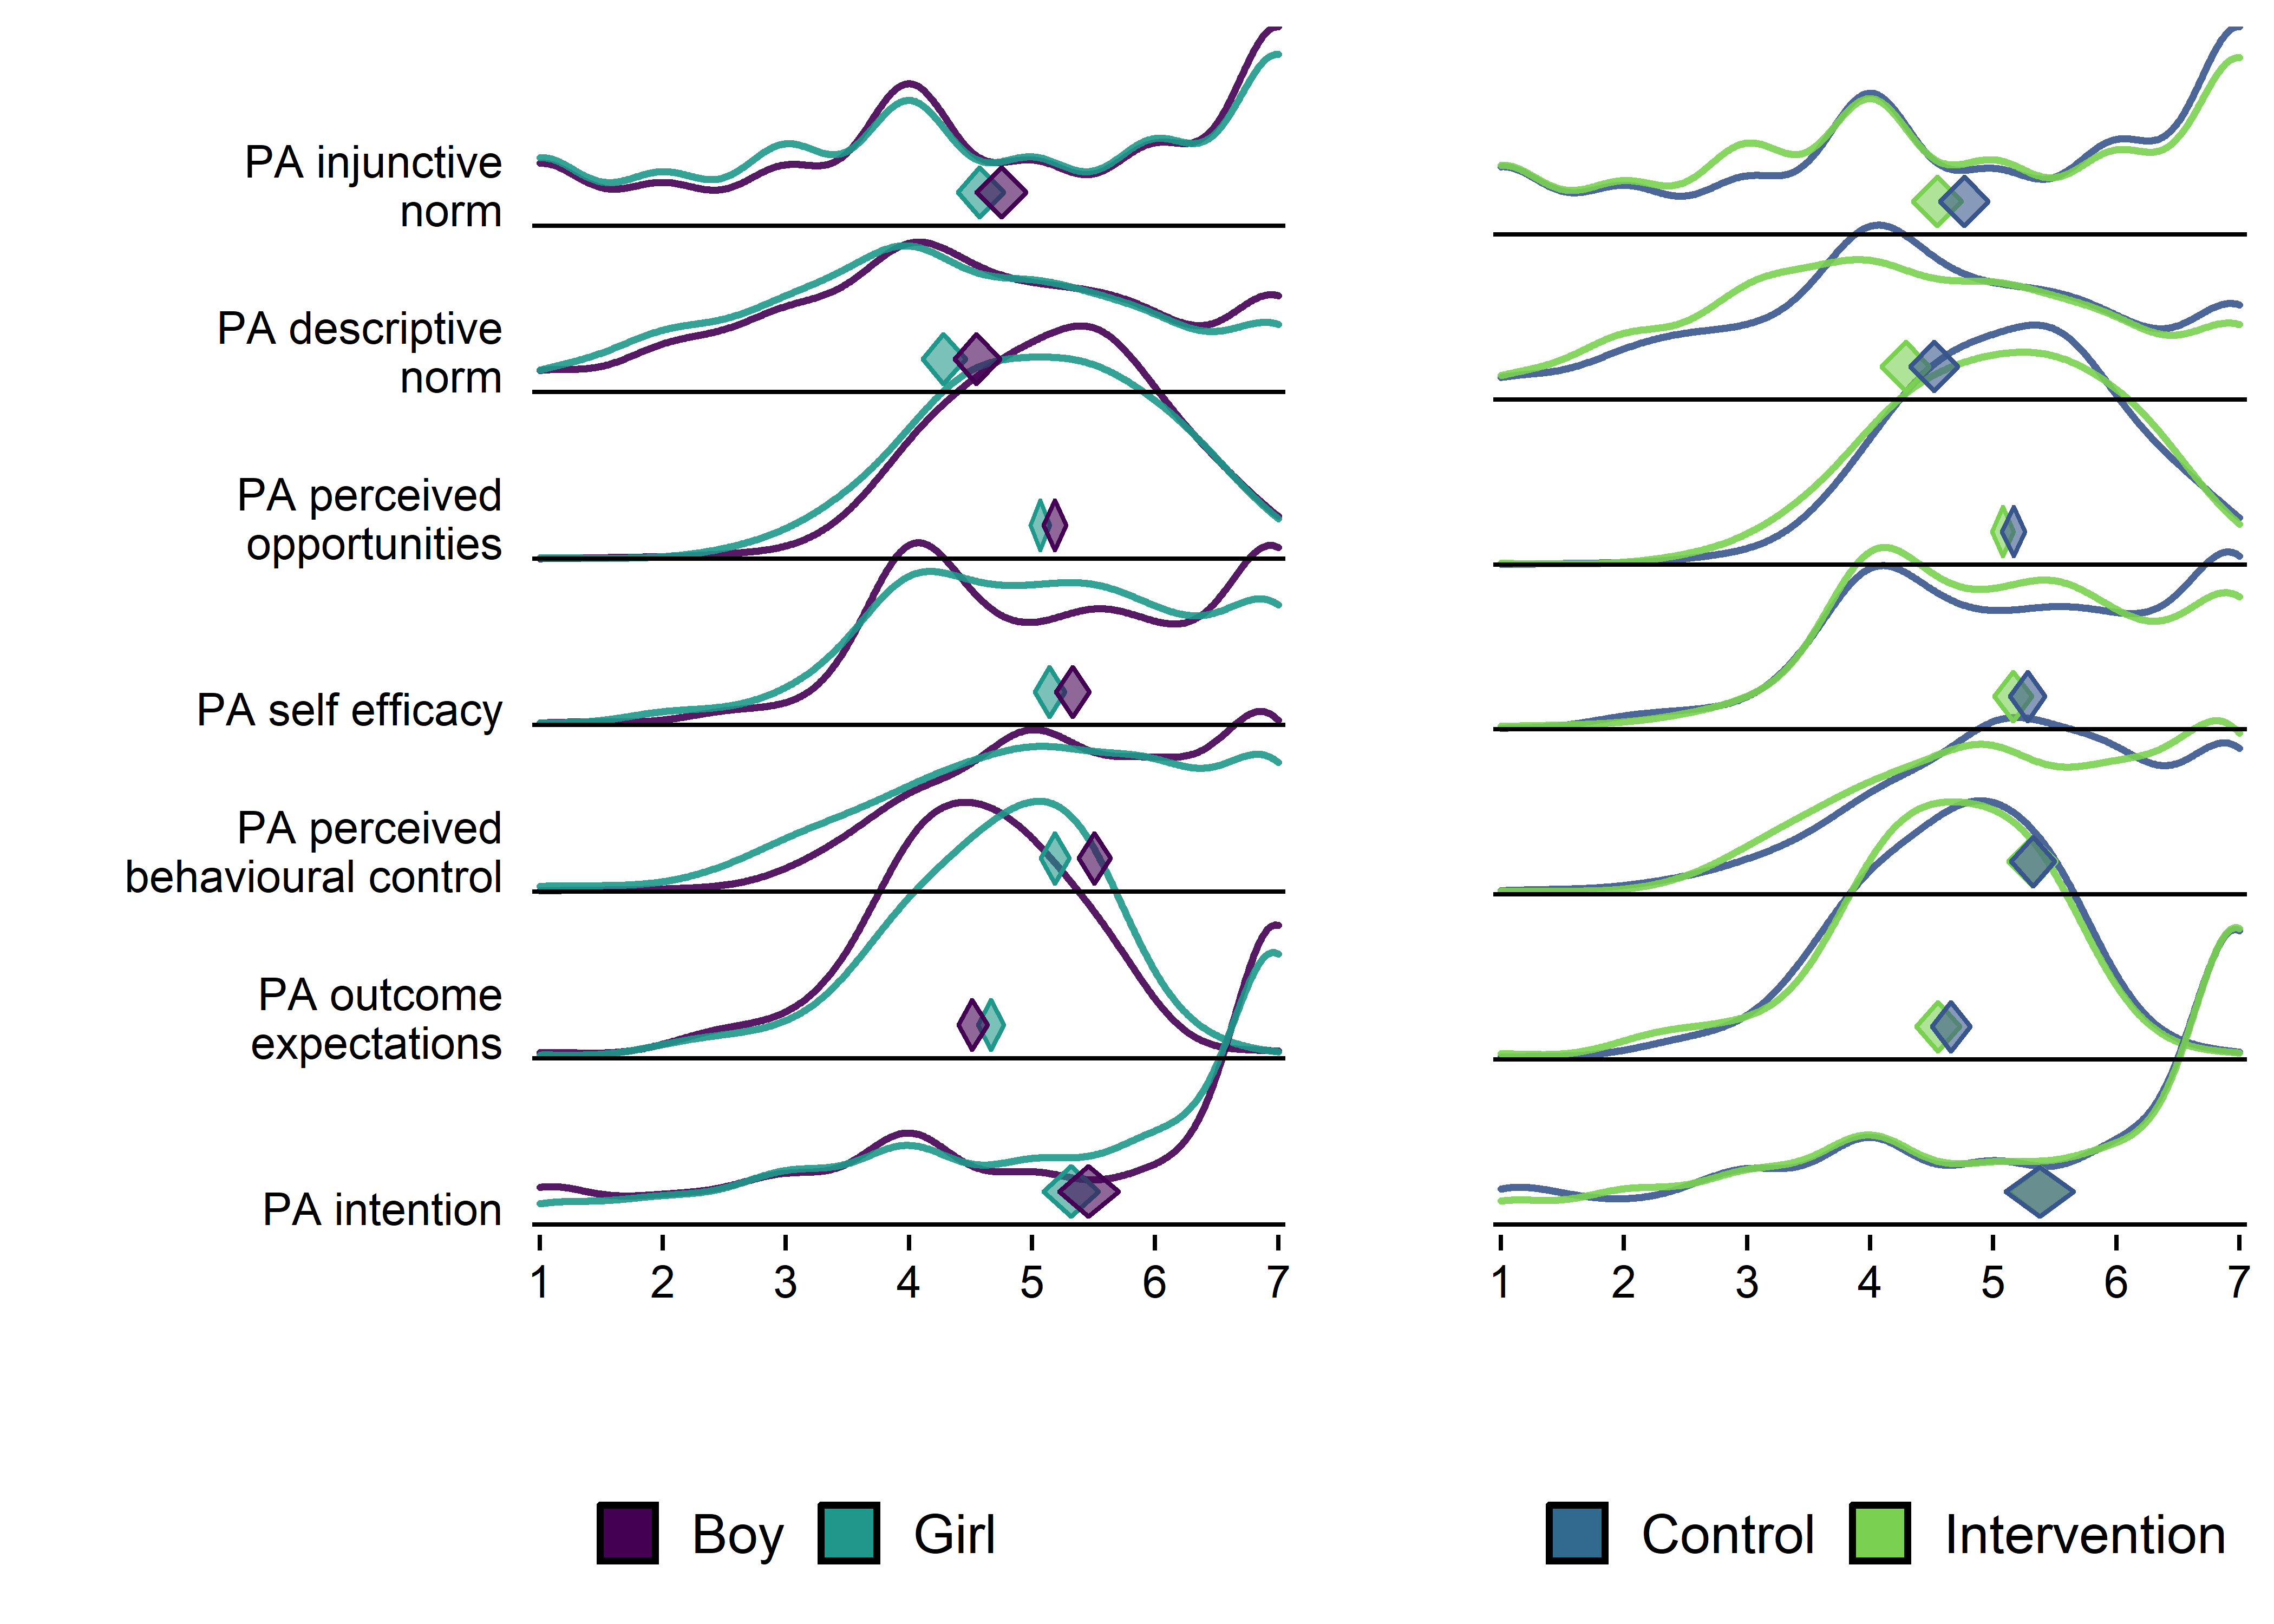 PA injunctive
norm
PA descriptive
norm
PA perceived
opportunities
PA self efficacy
PA perceived
behavioural control
PA outcome
expectations
PA intention
1 2 3 4 5 6 7
1 2 3 4 5 6 7
Boy Girl
Control Intervention